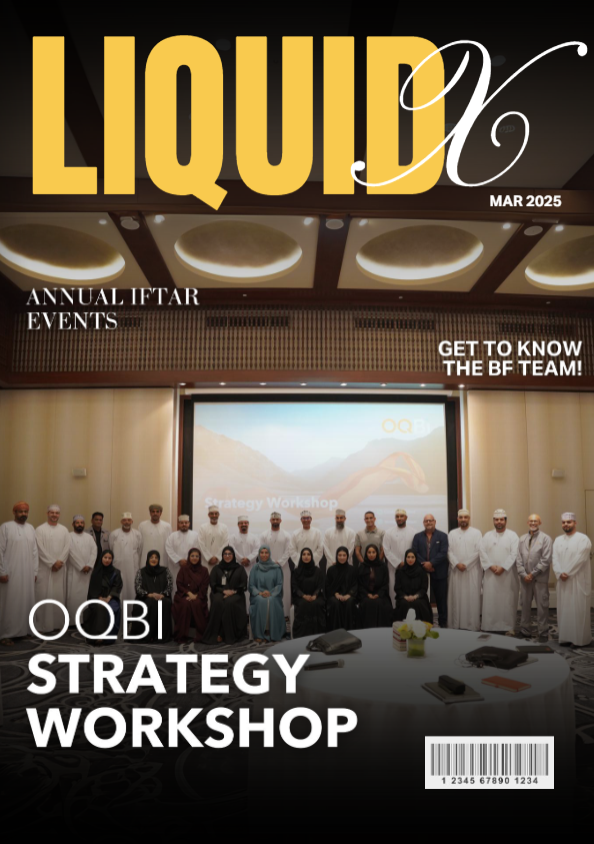 LIQUIDX
MAR 2025
ANNUAL IFTAR
EVENTS
GET TO KNOW
THE BF TEAM!
OQBi
Strategy Workshop
OQBI
STRATEGY
WORKSHOP
1 2345 67890 1234